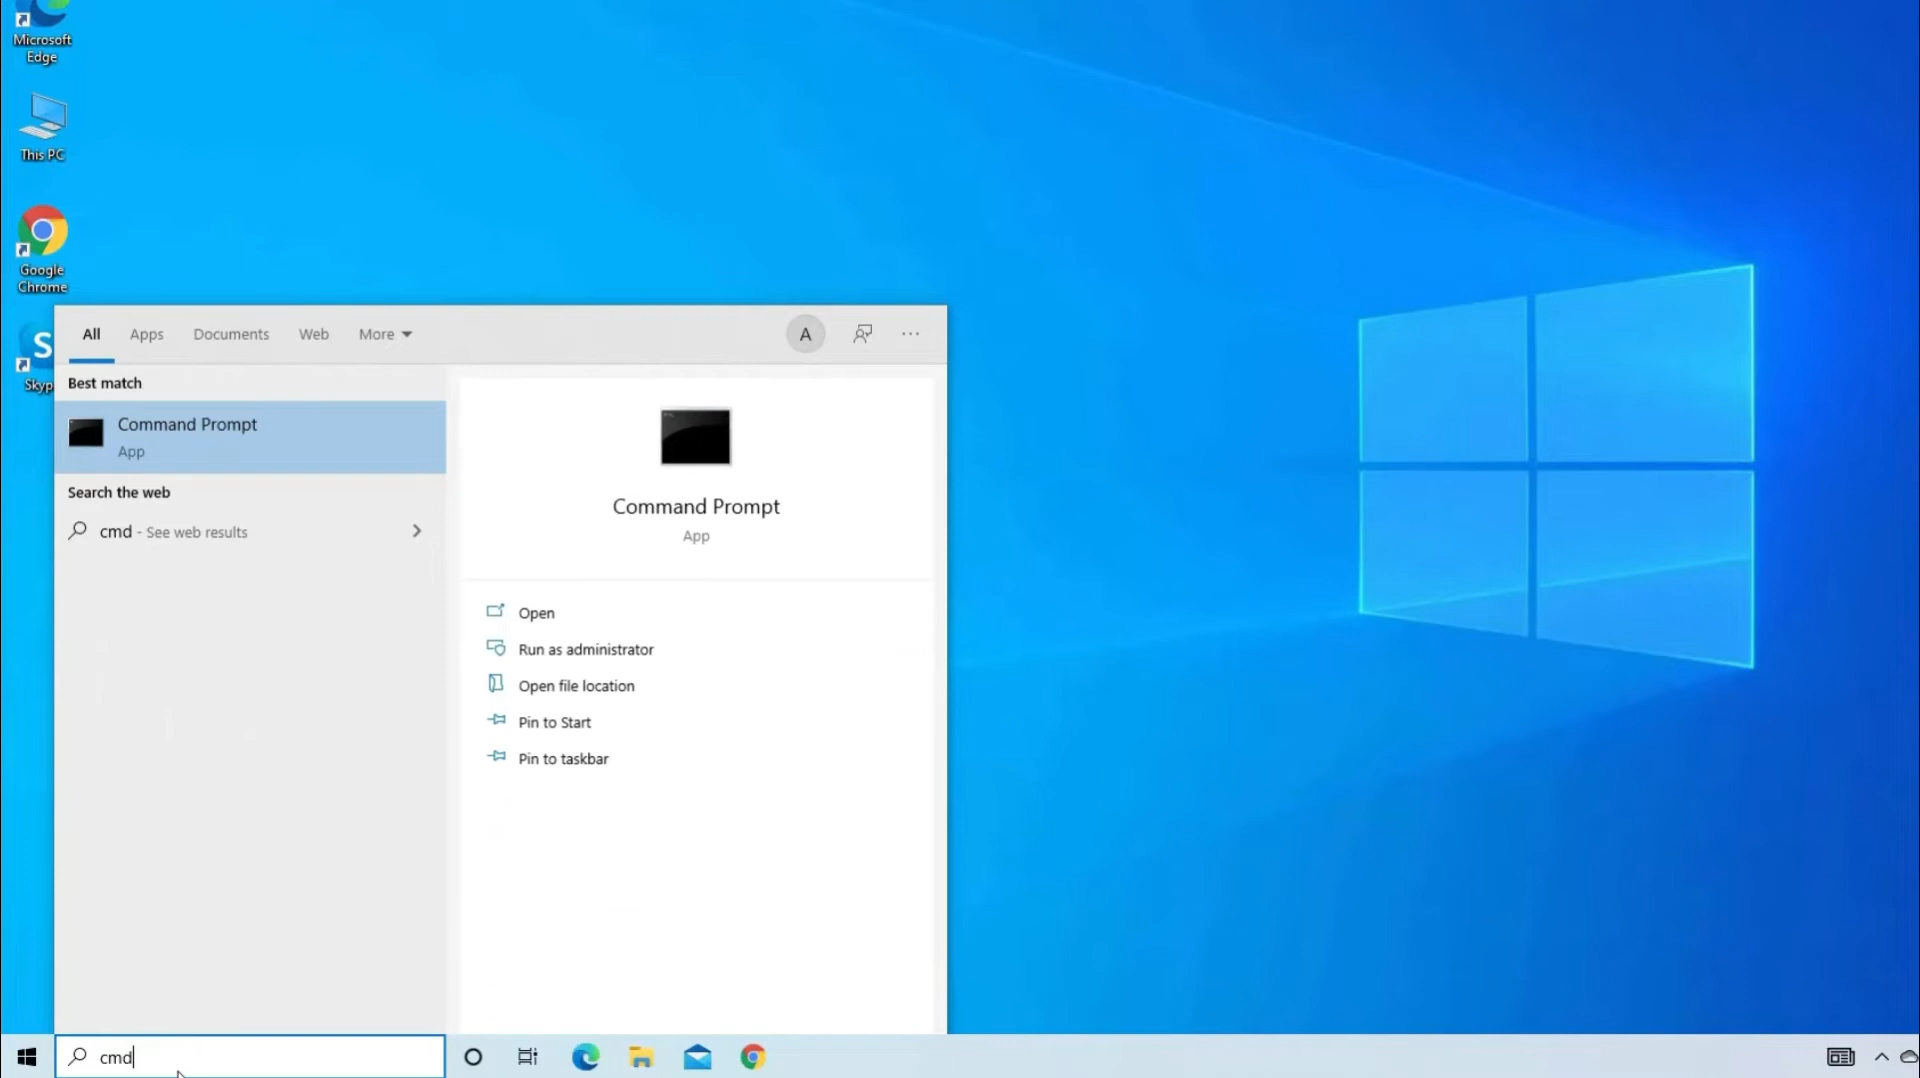 Microsoft
Edge
This PC
Google
Chrome
S
Skyp
All
Apps
Documents
Web
More
A
Best match
Command Prompt
App
Search the web
cmd - See web results
Command Prompt
App
Open
Run as administrator
Open file location
Pin to Start
Pin to taskbar
cmd